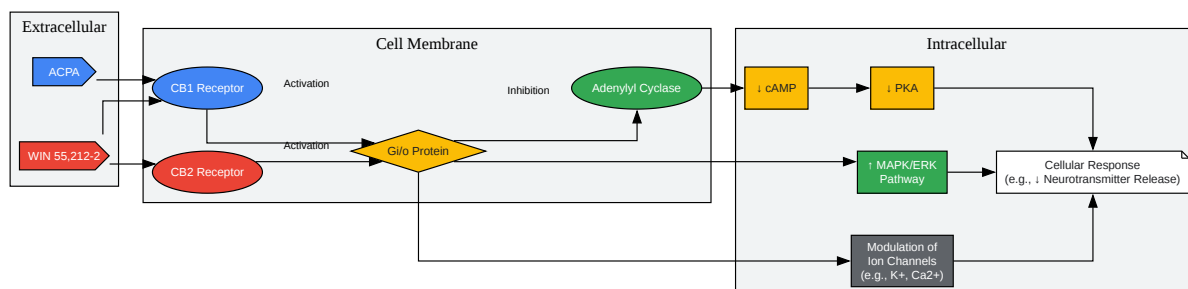 Extracellular
ACPA
WIN 55,212-2
Cell Membrane
CB1 Receptor
CB2 Receptor
Activation
Activation
Gi/o Protein
Inhibition
Adenylyl Cyclase
Intracellular
↓ cAMP
↓ PKA
↑ MAPK/ERK
Pathway
Modulation of
Ion Channels
(e.g., K+, Ca2+)
Cellular Response
(e.g., ↓ Neurotransmitter Release)